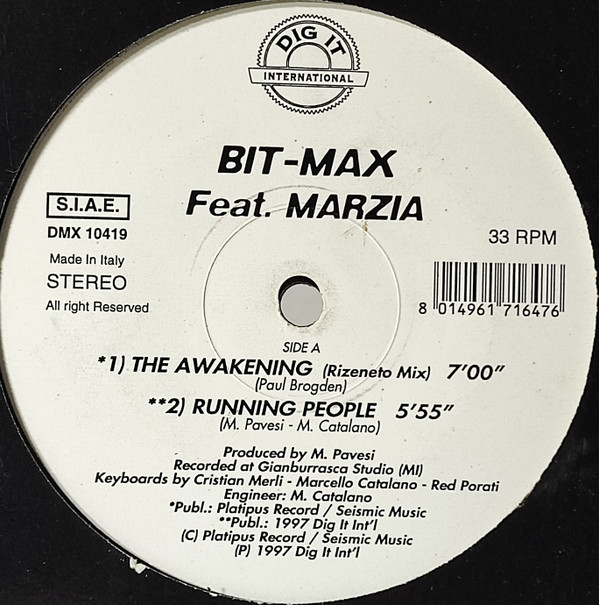 DIG IT
INTERNATIONAL
BIT-MAX
Feat. MARZIA
S.I.A.E.
DMX 10419
Made In Italy
STEREO
All right Reserved
33 RPM
8 014961 716476
SIDE A
*1) THE AWAKENING (Rizeneto Mix) 7'00"
(Paul Brogden)
**2) RUNNING PEOPLE 5'55"
(M. Pavesi - M. Catalano)
Produced by M. Pavesi
Recorded at Gianburrasca Studio (MI)
Keyboards by Cristian Merli - Marcello Catalano - Red Porati
Engineer: M. Catalano
*Publ.: Platipus Record / Seismic Music
**Publ.: 1997 Dig It Int'l
(C) Platipus Record / Seismic Music
(P) 1997 Dig It Int'l